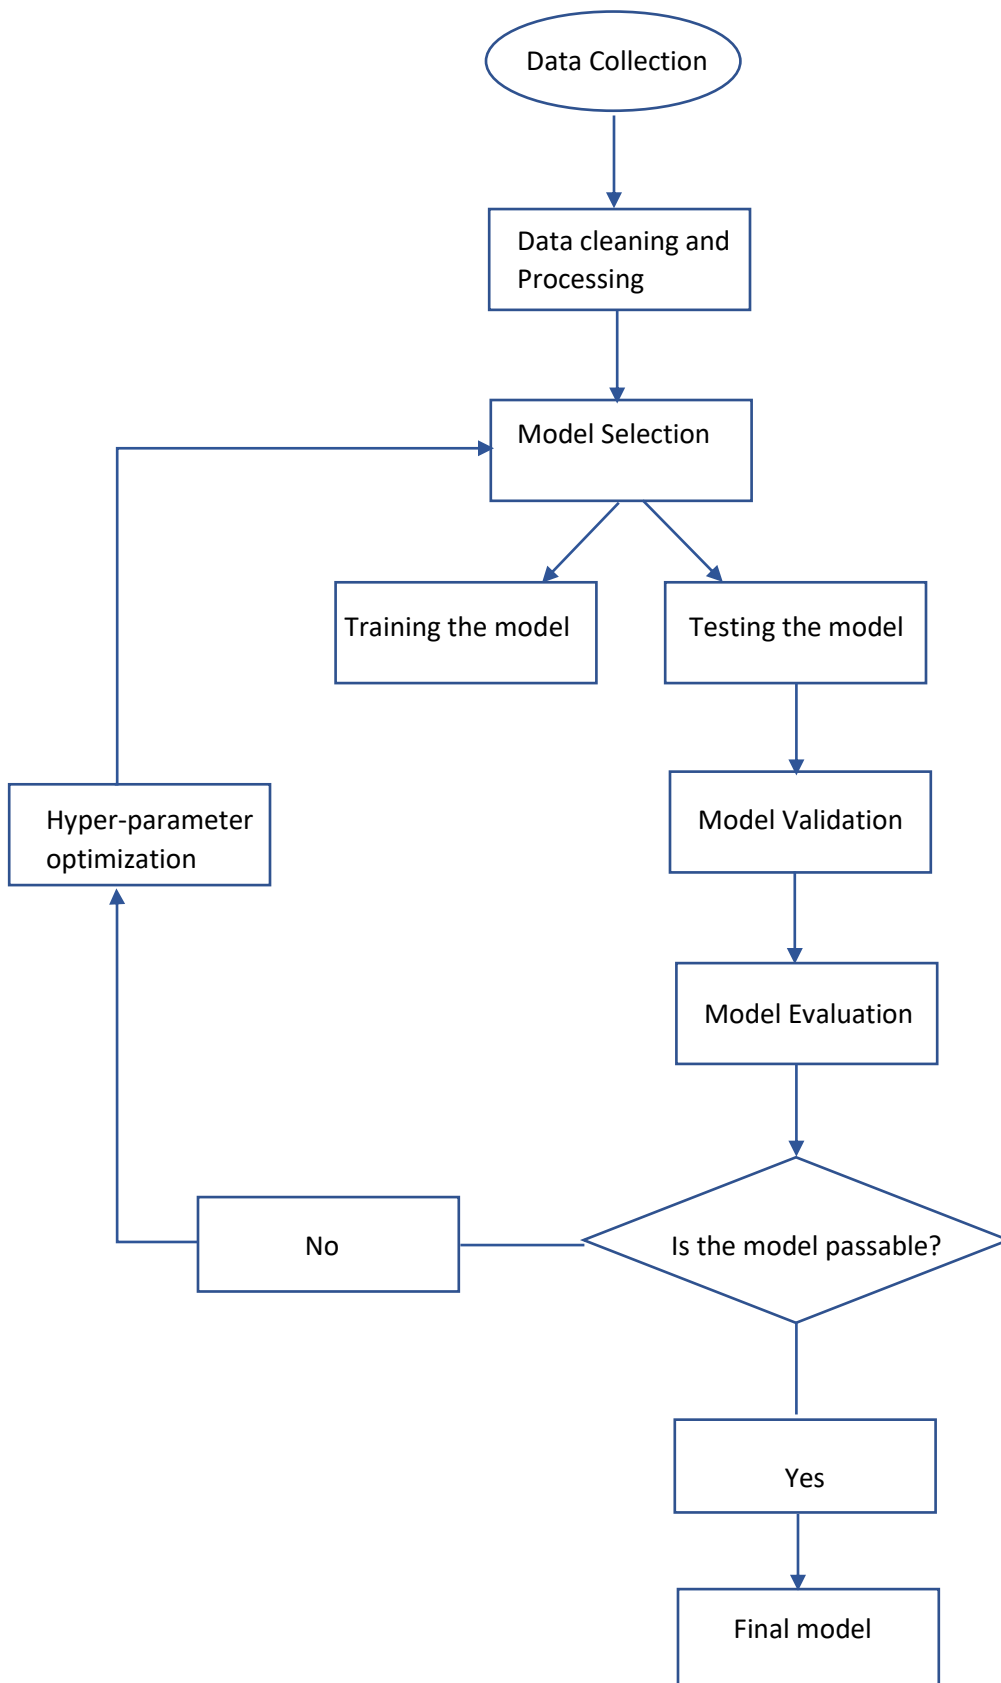 Data Collection
Data cleaning and
Processing
Model Selection
Training the model
Testing the model
Hyper-parameter
optimization
Model Validation
Model Evaluation
Is the model passable?
No
Yes
Final model